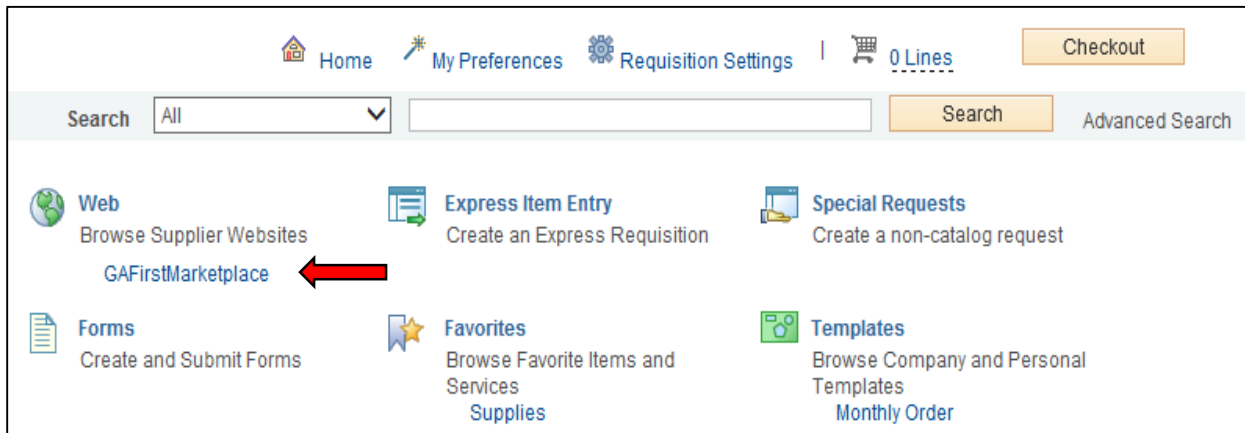 Home My Preferences Requisition Settings | 0 Lines Checkout
Search All Search Advanced Search
Web
Browse Supplier Websites
GAFirstMarketplace
Express Item Entry
Create an Express Requisition
Special Requests
Create a non-catalog request
Forms
Create and Submit Forms
Favorites
Browse Favorite Items and
Services
Supplies
Templates
Browse Company and Personal
Templates
Monthly Order